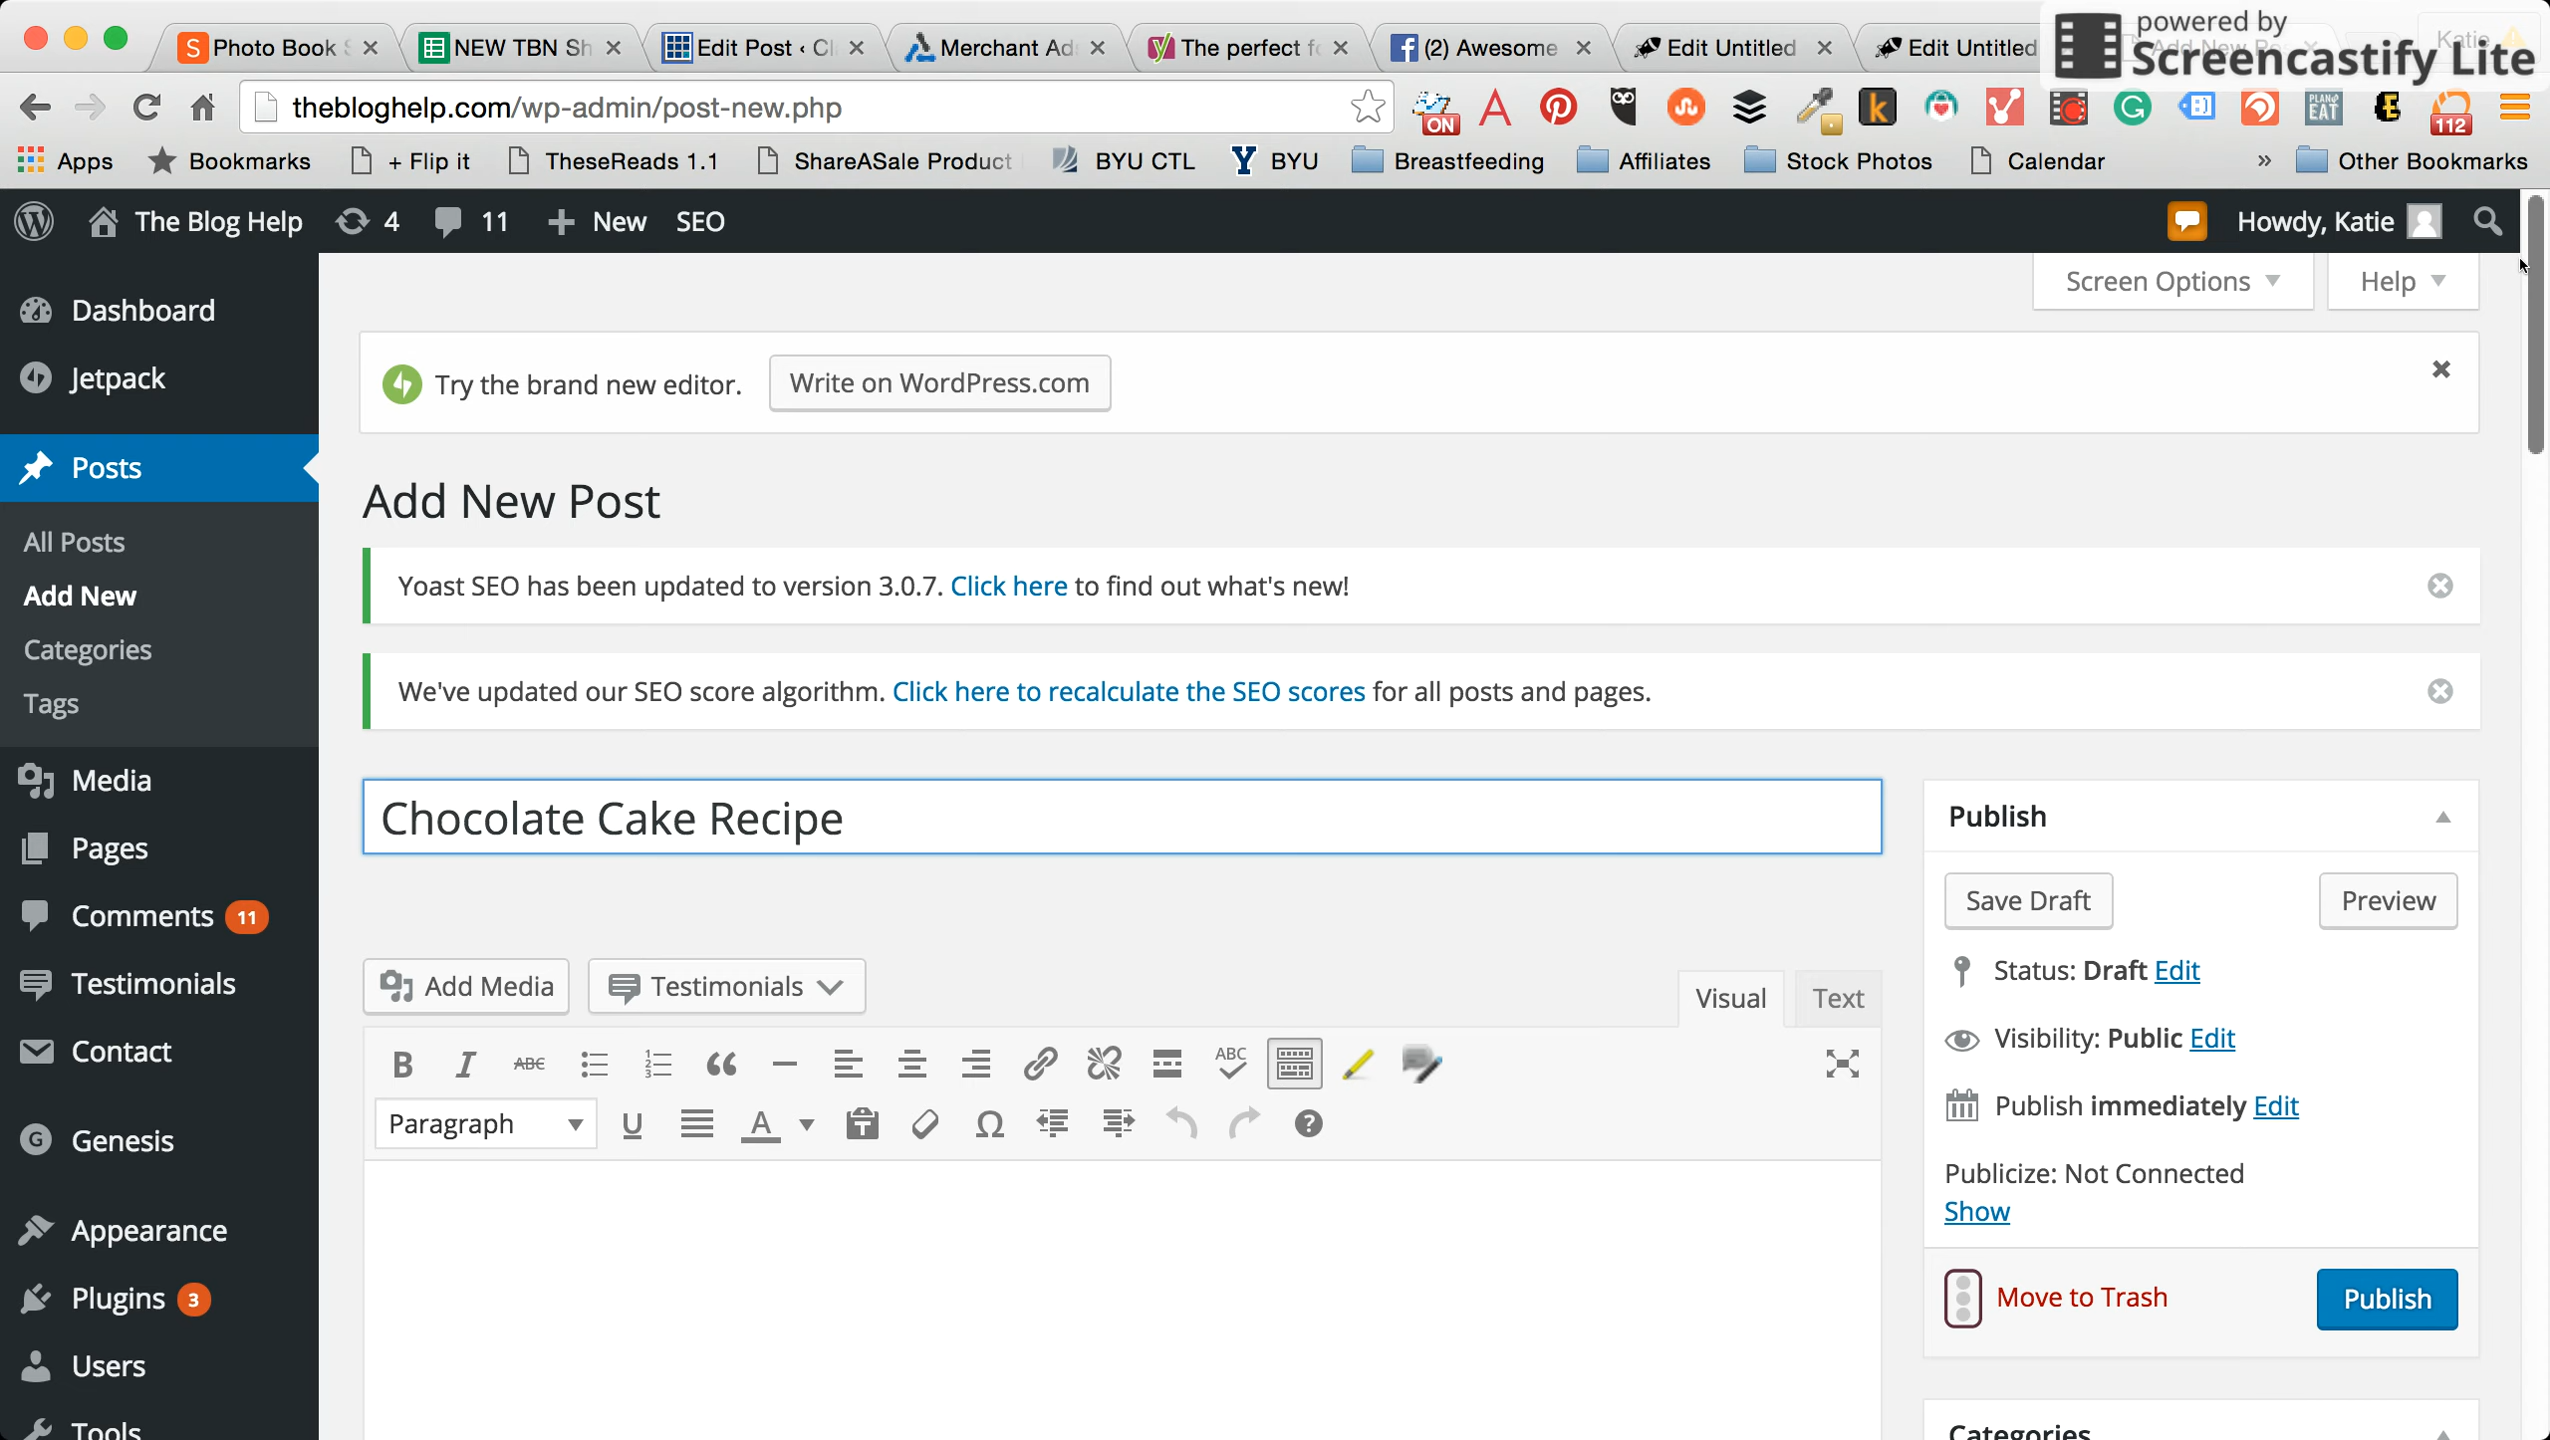 Photo Book S
NEW TBN Sh
Edit Post ‹ Cl
Merchant Ad
The perfect f
(2) Awesome
Edit Untitled
Edit Untitled
powered by
Screencastify Lite
Katie
thebloghelp.com/wp-admin/post-new.php
ON
PLAN EAT
112
Apps
Bookmarks
+ Flip it
TheseReads 1.1
ShareASale Product
BYU CTL
BYU
Breastfeeding
Affiliates
Stock Photos
Calendar
»
Other Bookmarks
The Blog Help
4
11
New
SEO
Howdy, Katie
Dashboard
Jetpack
Posts
All Posts
Add New
Categories
Tags
Media
Pages
Comments 11
Testimonials
Contact
Genesis
Appearance
Plugins 3
Users
Tools
Screen Options
Help
Try the brand new editor.
Write on WordPress.com
Add New Post
Yoast SEO has been updated to version 3.0.7. Click here to find out what's new!
We've updated our SEO score algorithm. Click here to recalculate the SEO scores for all posts and pages.
Chocolate Cake Recipe
Add Media
Testimonials
Visual
Text
B I ABC
ABC
Paragraph
U
A
Ω
Publish
Save Draft
Preview
Status: Draft Edit
Visibility: Public Edit
Publish immediately Edit
Publicize: Not Connected
Show
Move to Trash
Publish
Categories